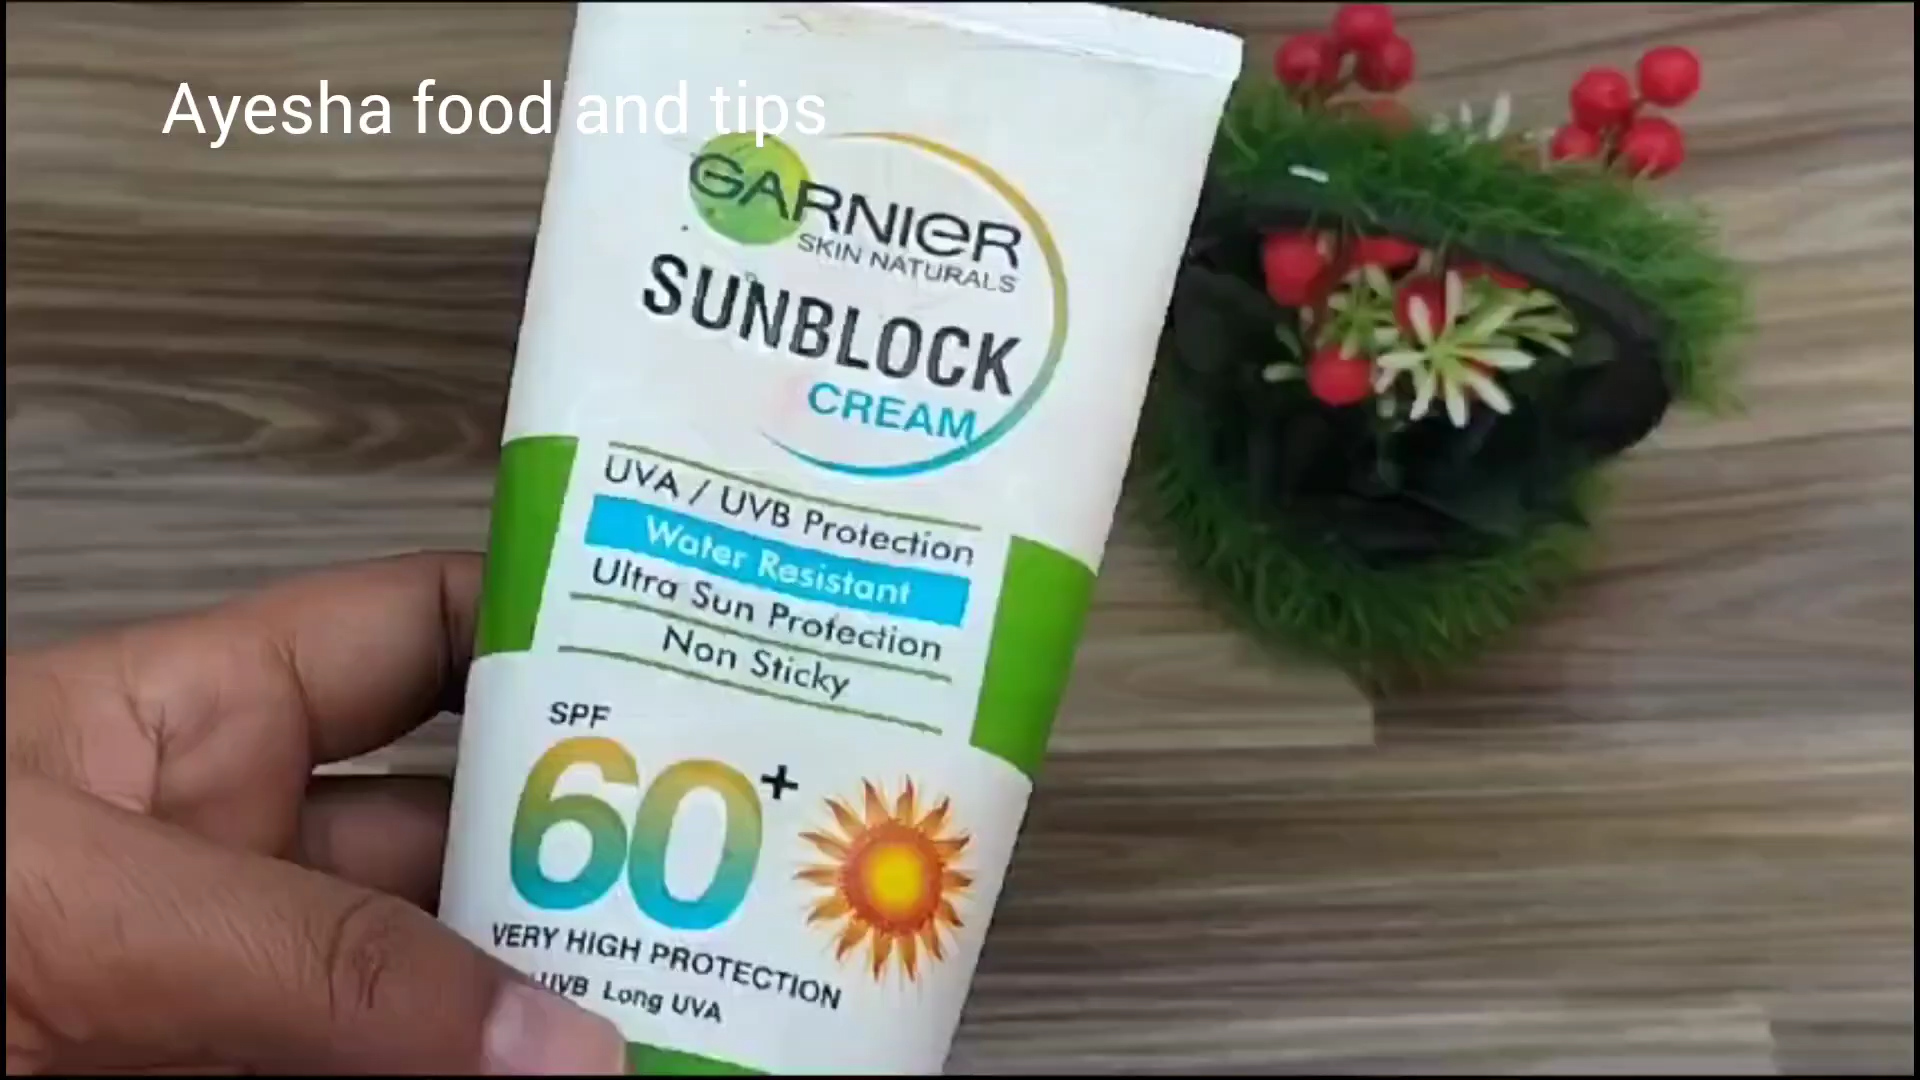 Ayesha food and tips
GARNIER
SKIN NATURALS
SUNBLOCK
CREAM
UVA / UVB Protection
Water Resistant
Ultra Sun Protection
Non Sticky
SPF
60+
VERY HIGH PROTECTION
UVB Long UVA